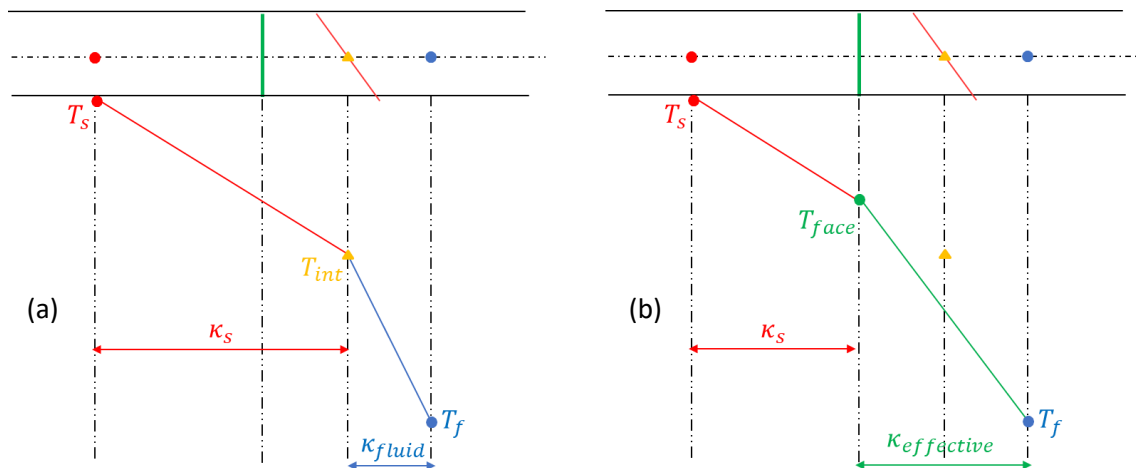 T_s
T_int
(a)
κ_s
T_f
κ_fluid
T_s
T_face
(b)
κ_s
T_f
κ_effective